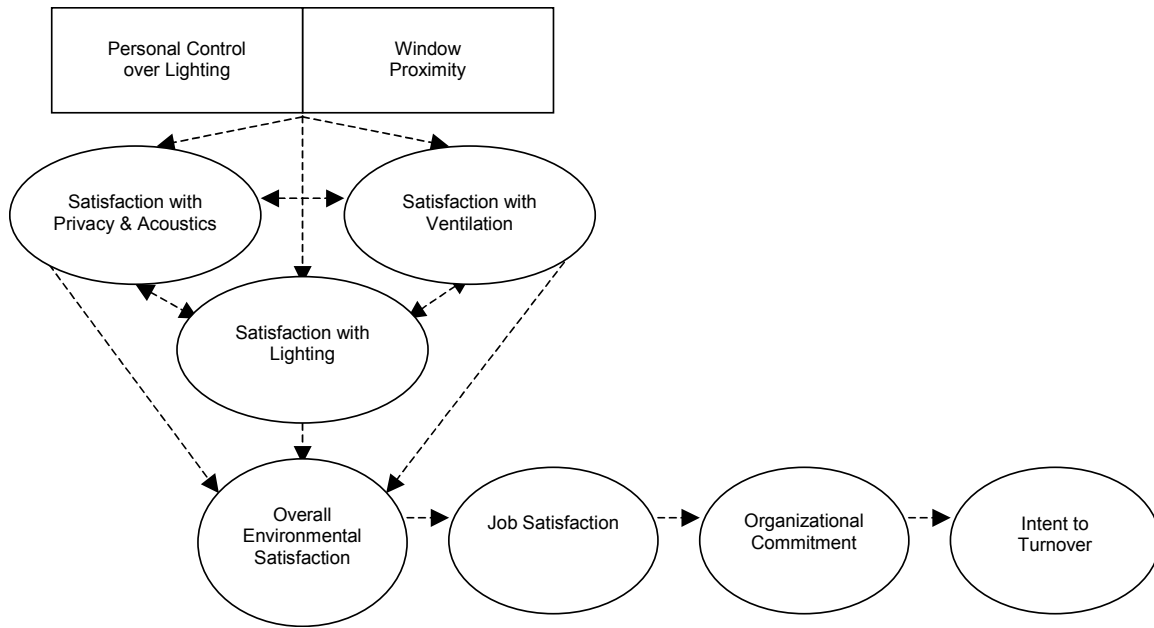 Personal Control
over Lighting
Window
Proximity
Satisfaction with
Privacy & Acoustics
Satisfaction with
Ventilation
Satisfaction with
Lighting
Overall
Environmental
Satisfaction
Job Satisfaction
Organizational
Commitment
Intent to
Turnover